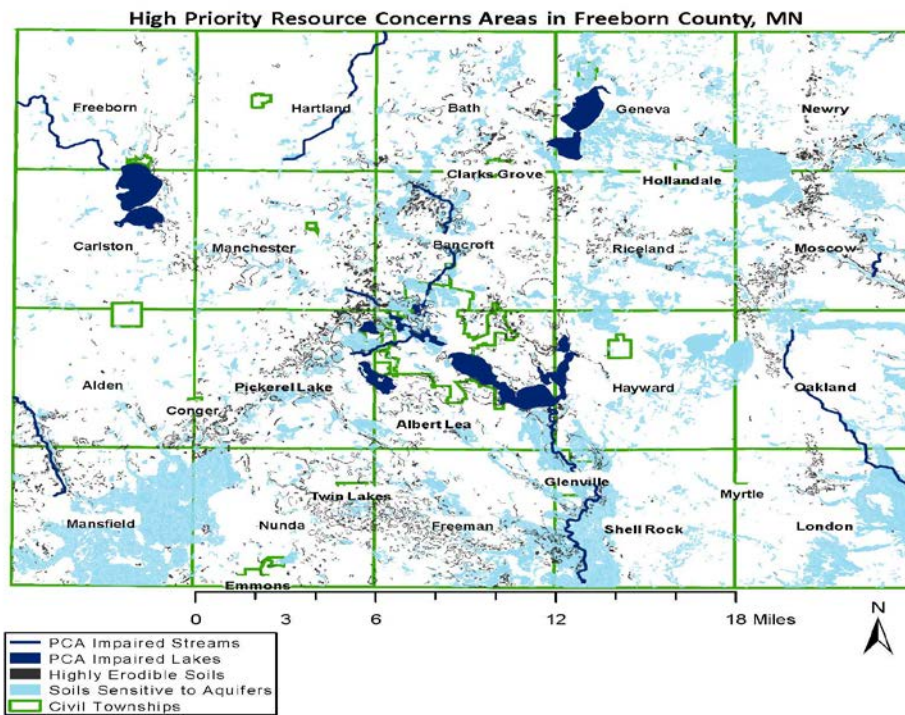 High Priority Resource Concerns Areas in Freeborn County, MN
Freeborn
Hartland
Bath
Geneva
Newry
Clarks Grove
Hollandale
Carlston
Manchester
Bancroft
Riceland
Moscow
Alden
Pickerel Lake
Hayward
Oakland
Conger
Albert Lea
Glenville
Myrtle
Twin Lakes
Mansfield
Nunda
Freeman
Shell Rock
London
Emmons
0 3 6 12 18 Miles
N
PCA Impaired Streams
PCA Impaired Lakes
Highly Erodible Soils
Soils Sensitive to Aquifers
Civil Townships